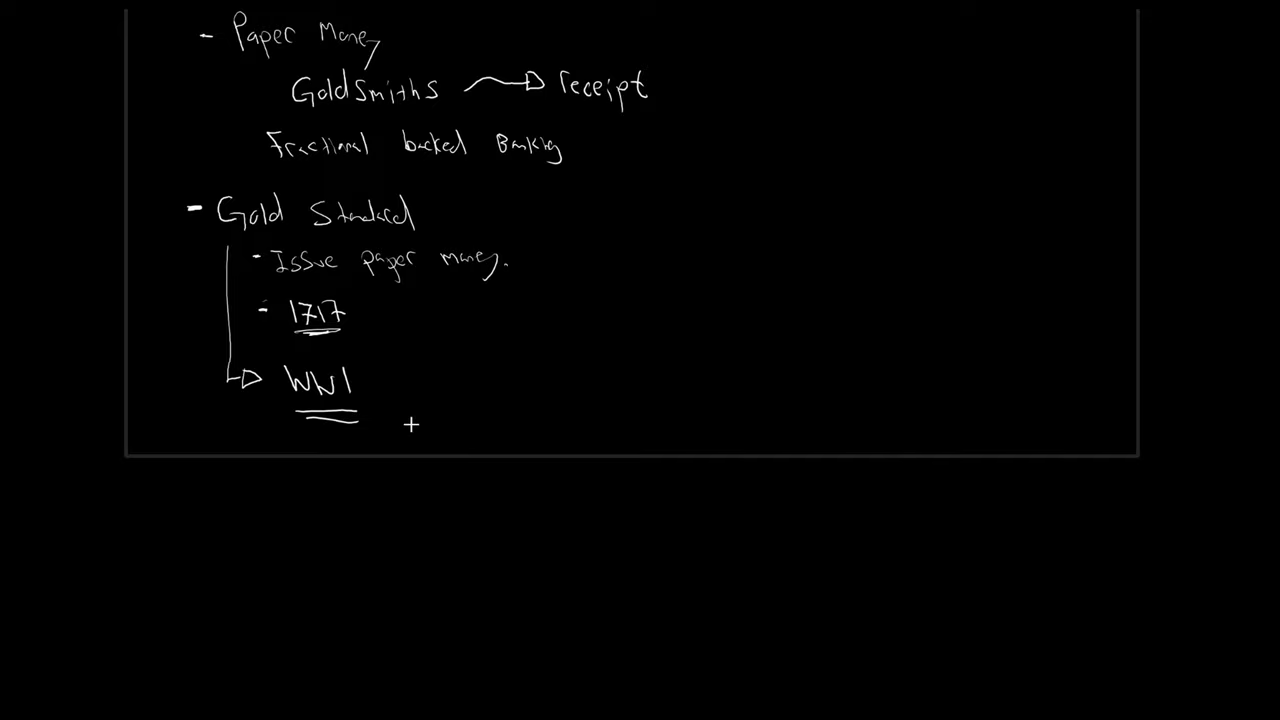 - Paper Money
Goldsmiths → receipt
Fractional backed Banking
- Gold Standard
- Issue paper money.
- 1717
→ WW1